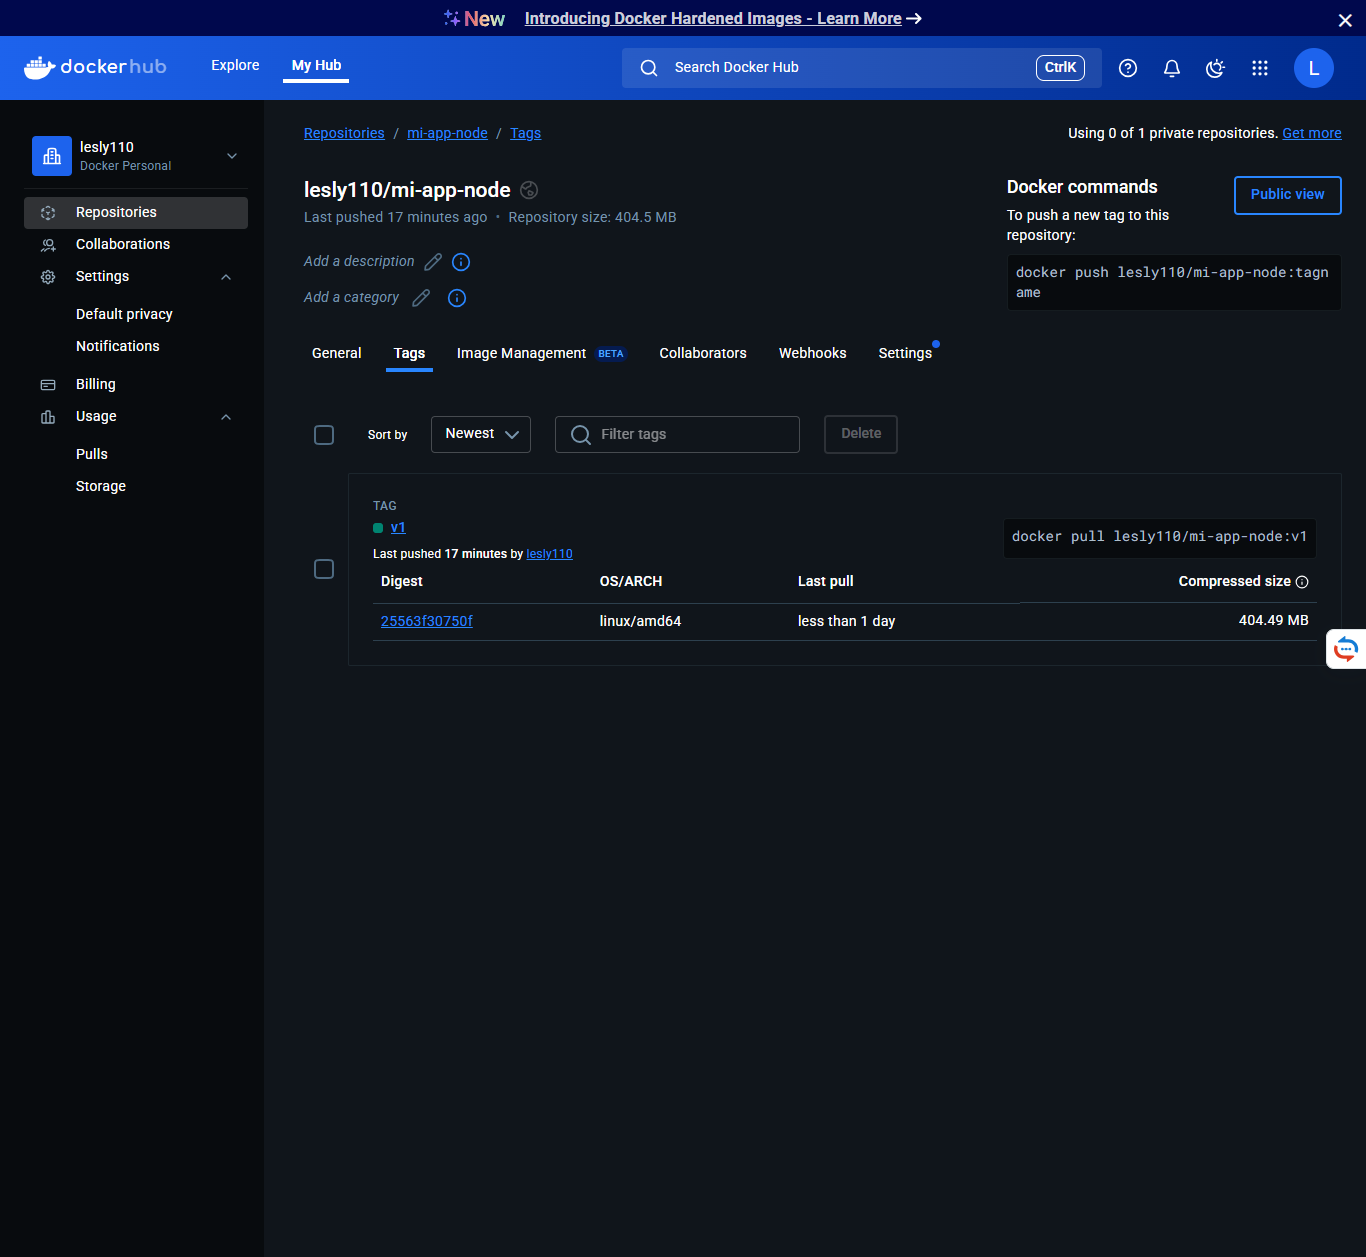 New Introducing Docker Hardened Images - Learn More →
dockerhub
Explore
My Hub
Search Docker Hub
CtrlK
L
lesly110
Docker Personal
Repositories
Collaborations
Settings
Default privacy
Notifications
Billing
Usage
Pulls
Storage
Repositories / mi-app-node / Tags
Using 0 of 1 private repositories. Get more
lesly110/mi-app-node
Last pushed 17 minutes ago • Repository size: 404.5 MB
Add a description
Add a category
Docker commands
Public view
To push a new tag to this
repository:
docker push lesly110/mi-app-node:tagn
ame
General
Tags
Image Management BETA
Collaborators
Webhooks
Settings
Sort by
Newest
Filter tags
Delete
TAG
v1
Last pushed 17 minutes by lesly110
docker pull lesly110/mi-app-node:v1
Digest
OS/ARCH
Last pull
Compressed size
25563f30750f
linux/amd64
less than 1 day
404.49 MB